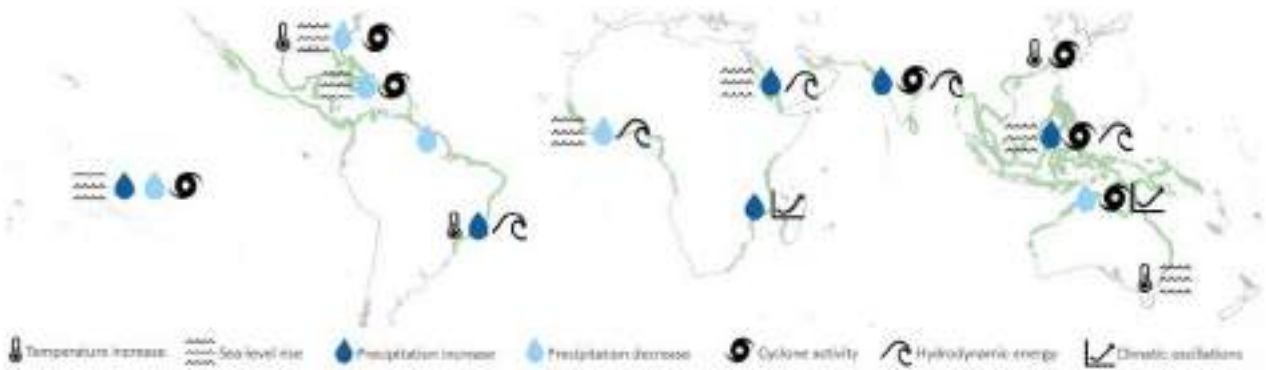 Temperature increase Sea level rise Precipitation increase Precipitation decrease Cyclone activity Hydrodynamic energy Climatic oscillations